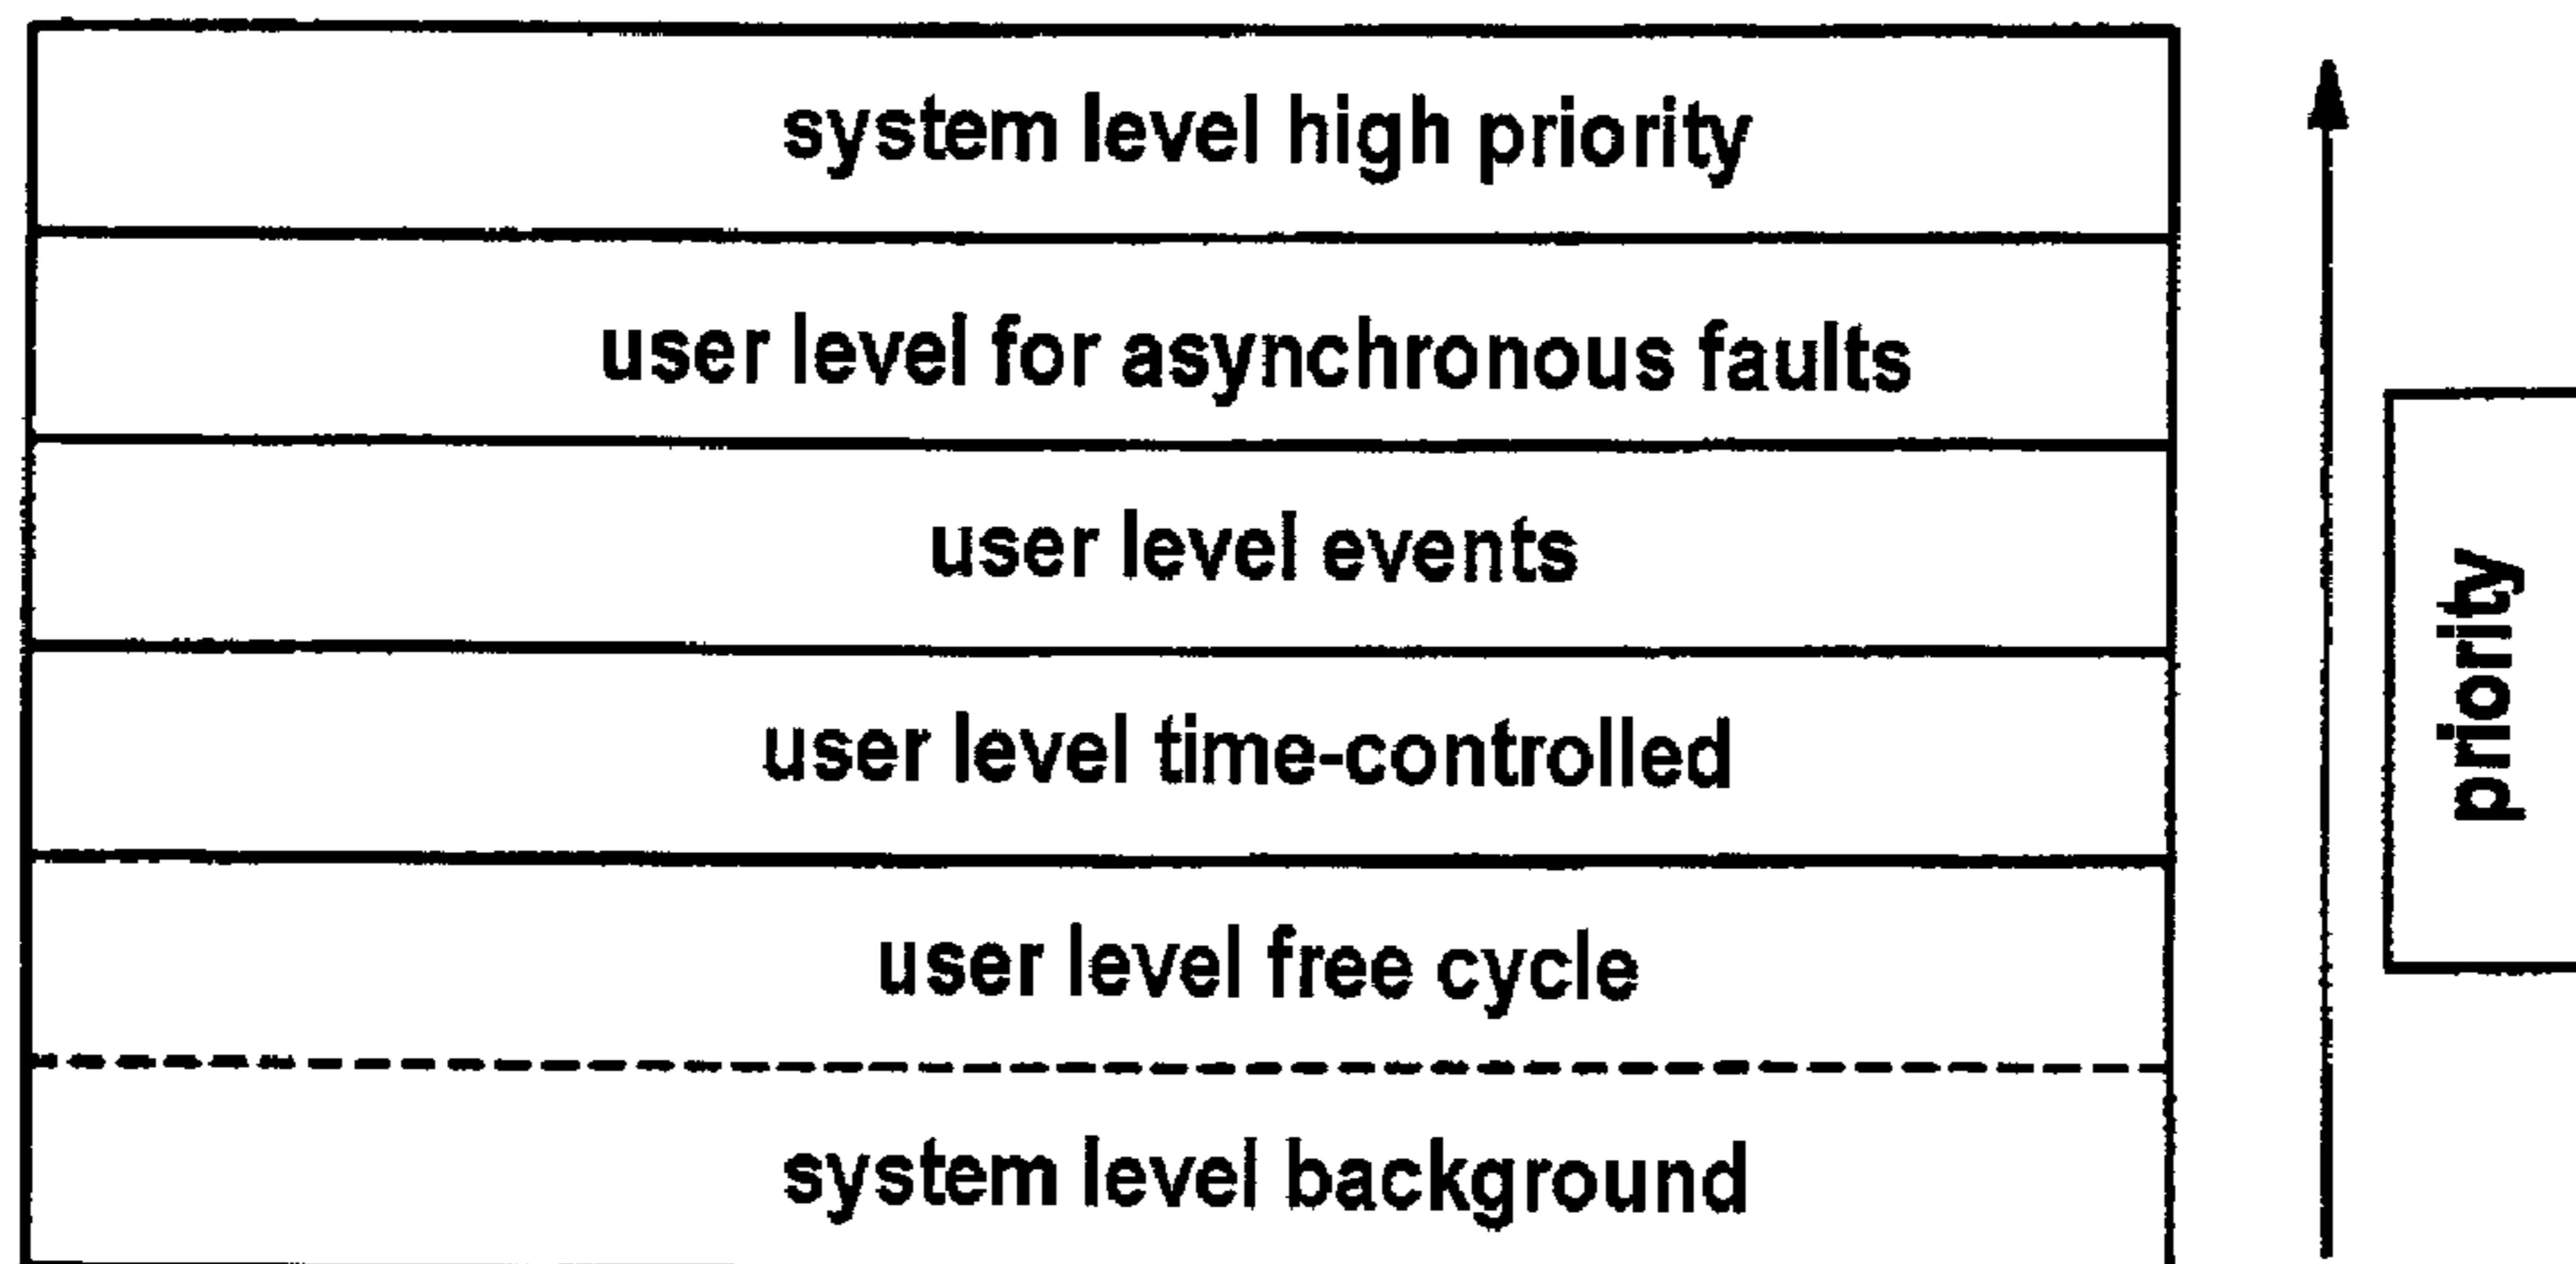 system level high priority
user level for asynchronous faults
user level events
user level time-controlled
user level free cycle
system level background
priority